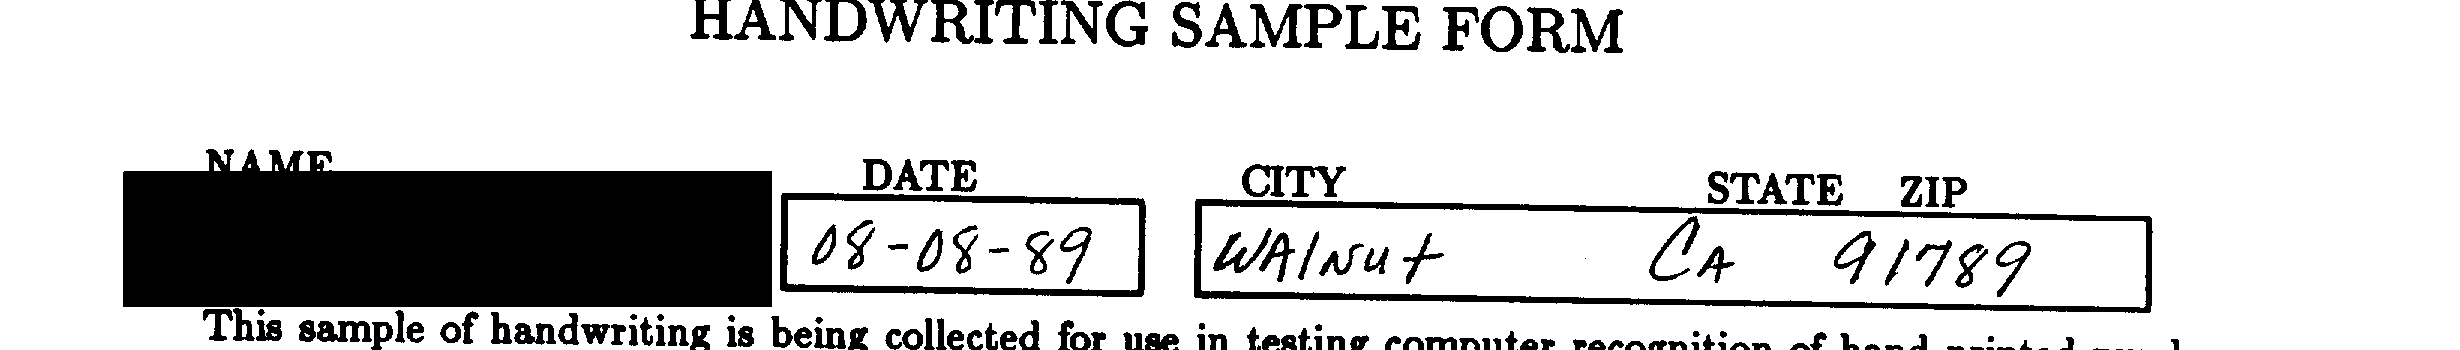 HANDWRITING SAMPLE FORM
NAME DATE CITY STATE ZIP
08-08-89 WAlnut CA 91789
This sample of handwriting is being collected for use in testing computer recognition of hand printed